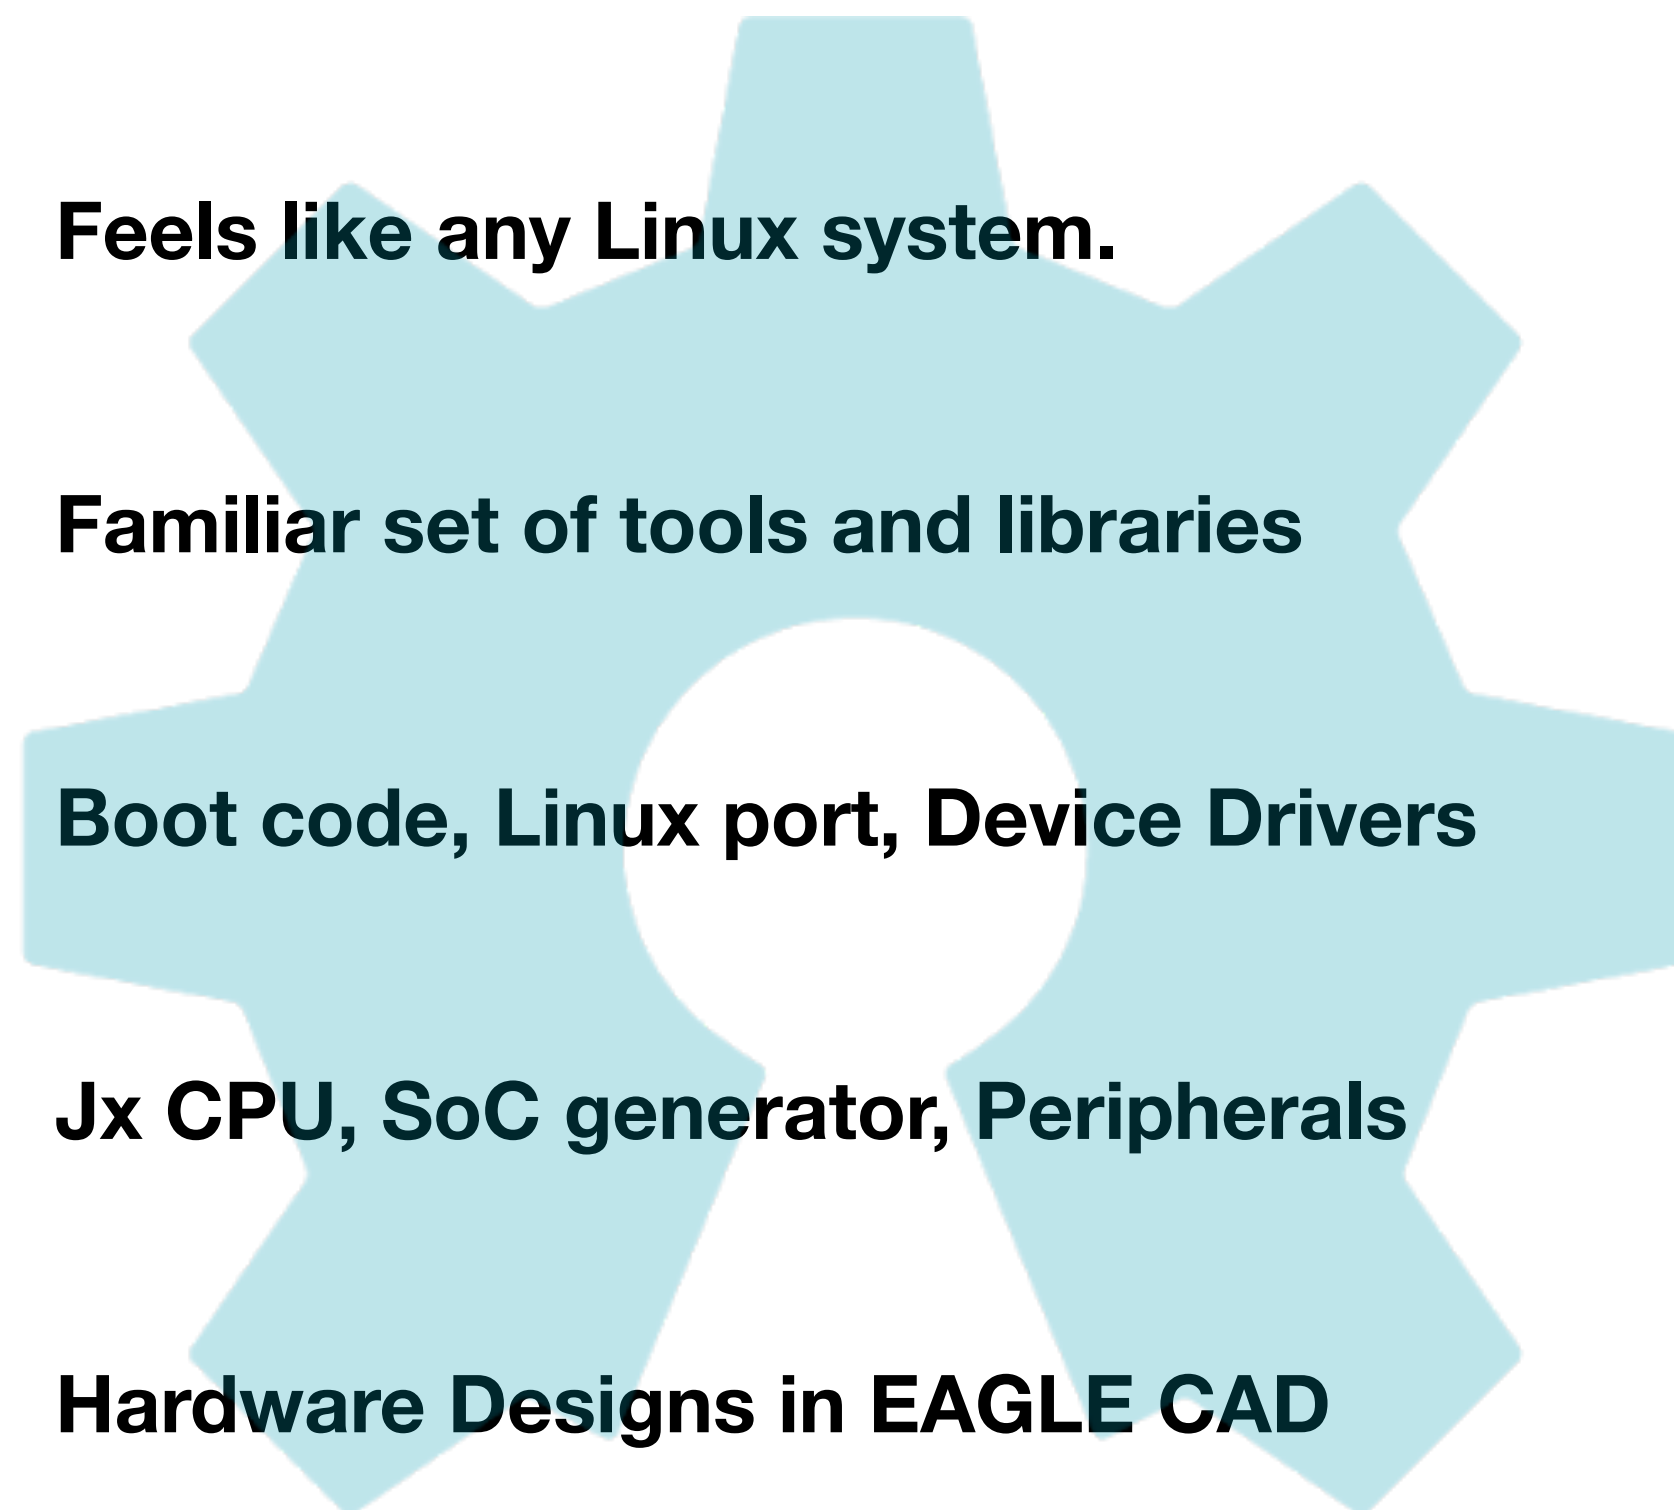 Feels like any Linux system.
Familiar set of tools and libraries
Boot code, Linux port, Device Drivers
Jx CPU, SoC generator, Peripherals
Hardware Designs in EAGLE CAD